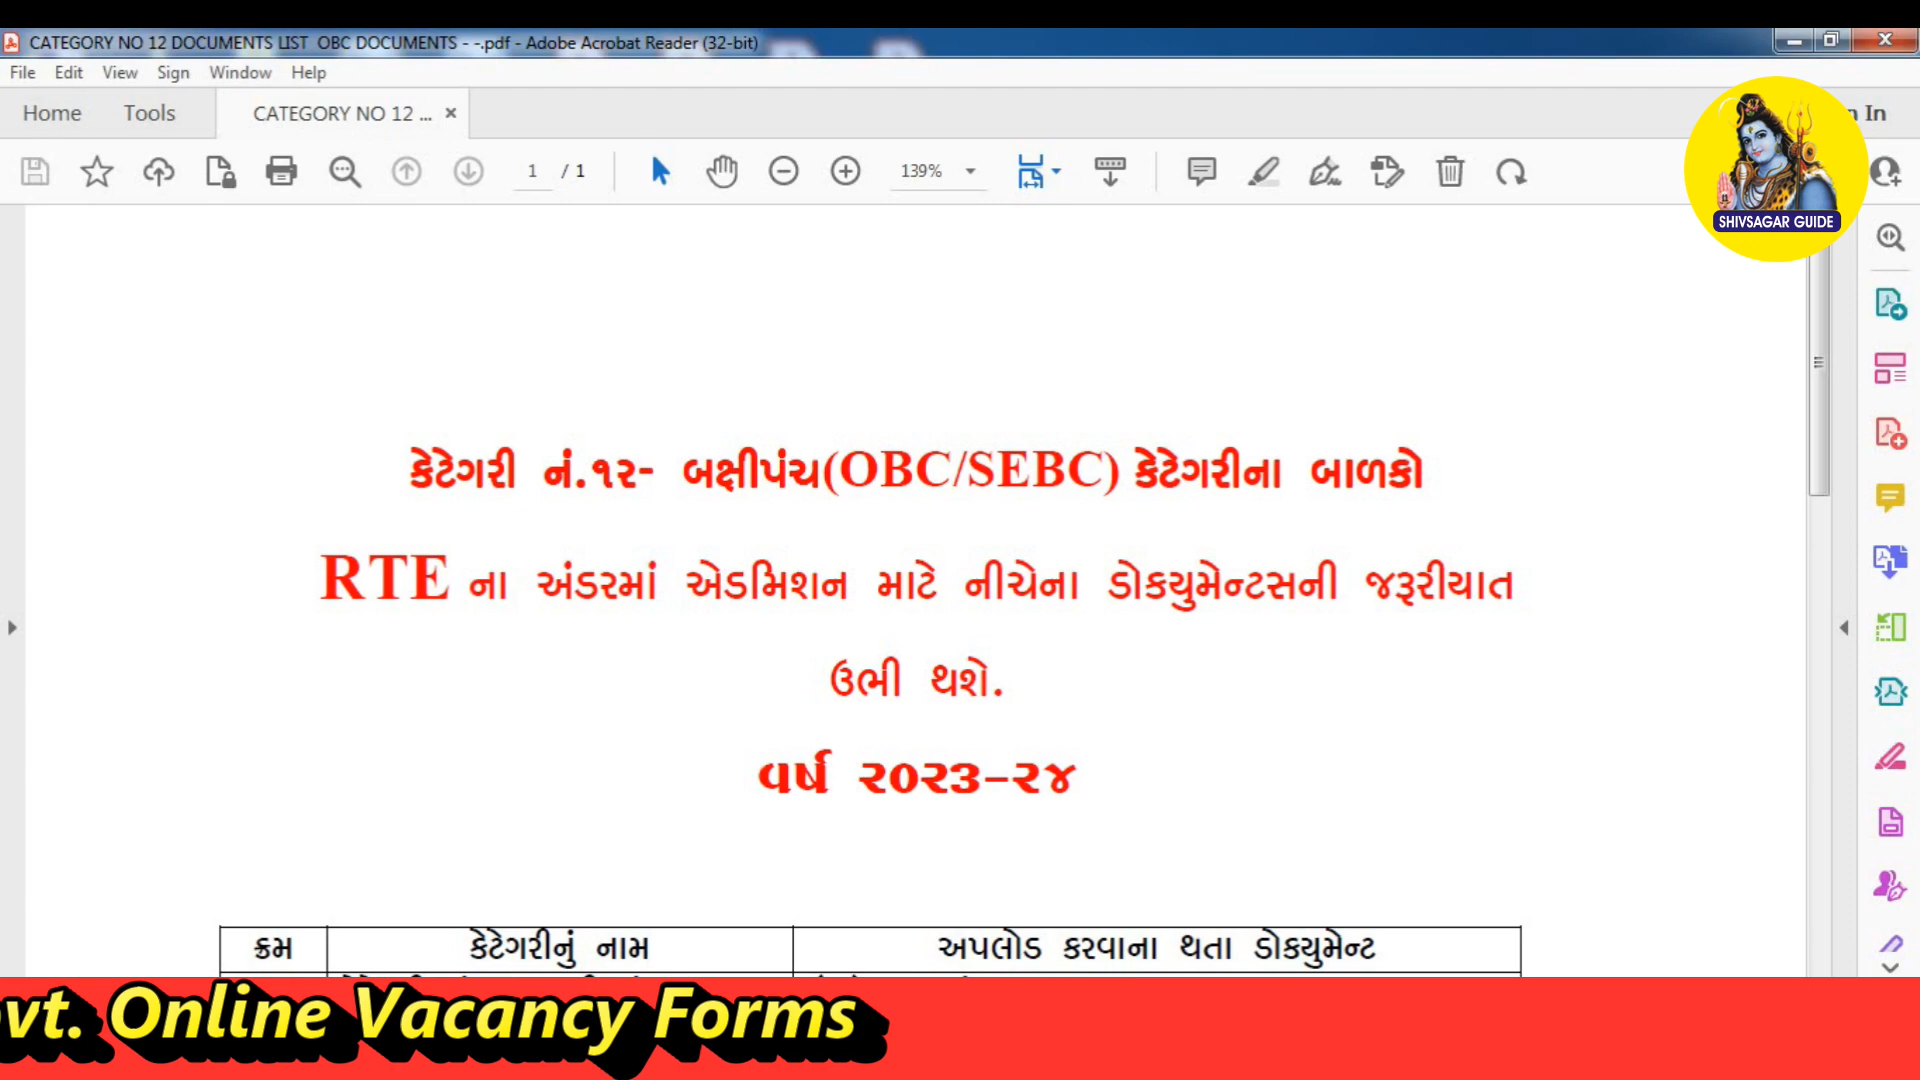 CATEGORY NO 12 DOCUMENTS LIST OBC DOCUMENTS - -.pdf - Adobe Acrobat Reader (32-bit)
File Edit View Sign Window Help
Home Tools CATEGORY NO 12 ... In
1 / 1 139%
SHIVSAGAR GUIDE
કેટેગરી નં.૧૨- બક્ષીપંચ(OBC/SEBC) કેટેગરીના બાળકો
RTE ના અંડરમાં એડમિશન માટે નીચેના ડોકયુમેન્ટસની જરૂરીયાત
ઉભી થશે.
વર્ષ ૨૦૨૩-૨૪
ક્રમ કેટેગરીનું નામ અપલોડ કરવાના થતા ડોકયુમેન્ટ
vt. Online Vacancy Forms